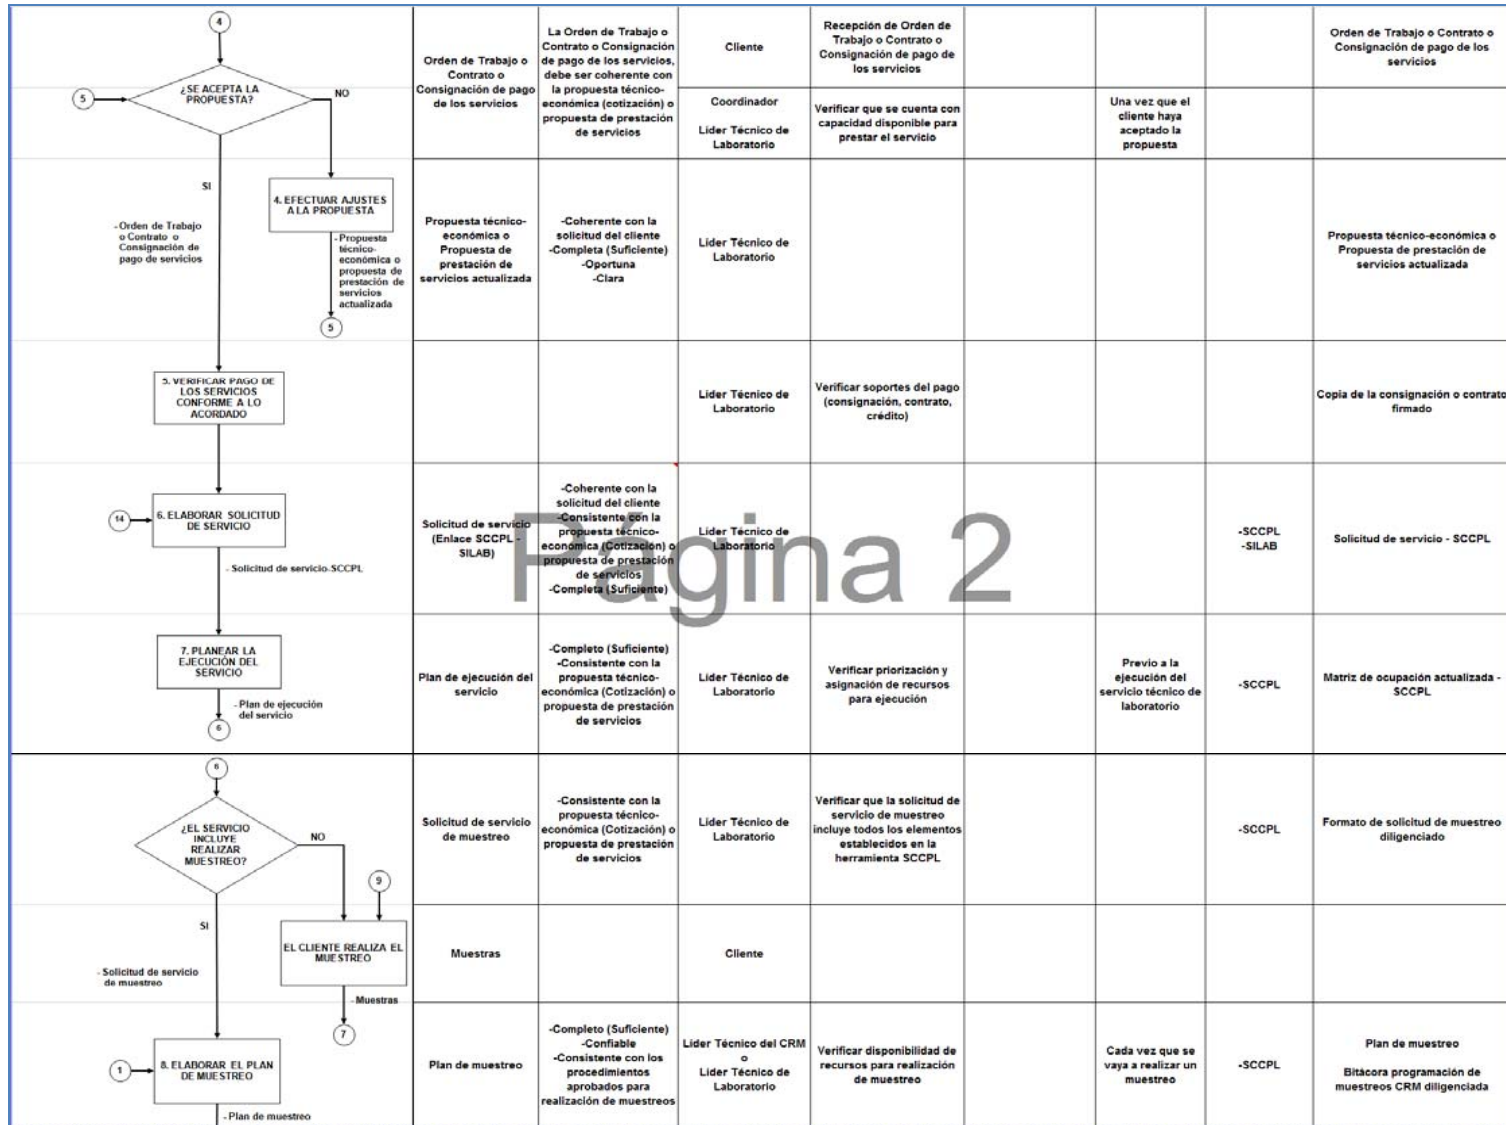 4
¿SE ACEPTA LA
PROPUESTA?
5
NO
SI
- Orden de Trabajo
o Contrato o
Consignación de
pago de servicios
4. EFECTUAR AJUSTES
A LA PROPUESTA
- Propuesta
técnico-
económica o
propuesta de
prestación de
servicios
actualizada
5
Orden de Trabajo o
Contrato o
Consignación de pago
de los servicios
La Orden de Trabajo o
Contrato o Consignación
de pago de los servicios,
debe ser coherente con
la propuesta técnico-
económica (cotización) o
propuesta de prestación
de servicios
Cliente
Recepción de Orden de
Trabajo o Contrato o
Consignación de pago de
los servicios
Orden de Trabajo o Contrato o
Consignación de pago de los
servicios
Coordinador
Líder Técnico de
Laboratorio
Verificar que se cuenta con
capacidad disponible para
prestar el servicio
Una vez que el
cliente haya
aceptado la
propuesta
Propuesta técnico-
económica o
Propuesta de
prestación de
servicios actualizada
-Coherente con la
solicitud del cliente
-Completa (Suficiente)
-Oportuna
-Clara
Líder Técnico de
Laboratorio
Propuesta técnico-económica o
Propuesta de prestación de
servicios actualizada
5. VERIFICAR PAGO DE
LOS SERVICIOS
CONFORME A LO
ACORDADO
Líder Técnico de
Laboratorio
Verificar soportes del pago
(consignación, contrato,
crédito)
Copia de la consignación o contrato
firmado
14
6. ELABORAR SOLICITUD
DE SERVICIO
- Solicitud de servicio-SCCPL
Solicitud de servicio
(Enlace SCCPL -
SILAB)
-Coherente con la
solicitud del cliente
-Consistente con la
propuesta técnico-
económica (Cotización) o
propuesta de prestación
de servicios
-Completa (Suficiente)
Líder Técnico de
Laboratorio
-SCCPL
-SILAB
Solicitud de servicio - SCCPL
Página 2
7. PLANEAR LA
EJECUCIÓN DEL
SERVICIO
- Plan de ejecución
del servicio
6
Plan de ejecución del
servicio
-Completo (Suficiente)
-Consistente con la
propuesta técnico-
económica (Cotización) o
propuesta de prestación
de servicios
Líder Técnico de
Laboratorio
Verificar priorización y
asignación de recursos
para ejecución
Previo a la
ejecución del
servicio técnico de
laboratorio
-SCCPL
Matriz de ocupación actualizada -
SCCPL
6
¿EL SERVICIO
INCLUYE
REALIZAR
MUESTREO?
NO
9
SI
- Solicitud de servicio
de muestreo
Solicitud de servicio
de muestreo
-Consistente con la
propuesta técnico-
económica (Cotización) o
propuesta de prestación
de servicios
Líder Técnico de
Laboratorio
Verificar que la solicitud de
servicio de muestreo
incluye todos los elementos
establecidos en la
herramienta SCCPL
-SCCPL
Formato de solicitud de muestreo
diligenciado
EL CLIENTE REALIZA EL
MUESTREO
- Muestras
7
Muestras
Cliente
1
8. ELABORAR EL PLAN
DE MUESTREO
- Plan de muestreo
Plan de muestreo
-Completo (Suficiente)
-Confiable
-Consistente con los
procedimientos
aprobados para
realización de muestreos
Líder Técnico del CRM
o
Líder Técnico de
Laboratorio
Verificar disponibilidad de
recursos para realización
de muestreo
Cada vez que se
vaya a realizar un
muestreo
-SCCPL
Plan de muestreo
Bitácora programación de
muestreos CRM diligenciada